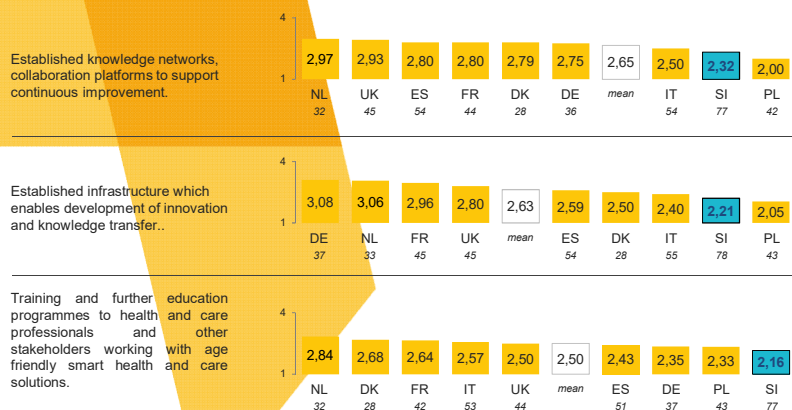 Established knowledge networks,
collaboration platforms to support
continuous improvement.
4
1
2,97 2,93 2,80 2,80 2,79 2,75 2,65 2,50 2,32 2,00
NL UK ES FR DK DE mean IT SI PL
32 45 54 44 28 36 54 77 42
Established infrastructure which
enables development of innovation
and knowledge transfer..
4
1
3,08 3,06 2,96 2,80 2,63 2,59 2,50 2,40 2,21 2,05
DE NL FR UK mean ES DK IT SI PL
37 33 45 45 54 28 55 78 43
Training and further education
programmes to health and care
professionals and other
stakeholders working with age
friendly smart health and care
solutions.
4
1
2,84 2,68 2,64 2,57 2,50 2,50 2,43 2,35 2,33 2,16
NL DK FR IT UK mean ES DE PL SI
32 28 42 53 44 51 37 43 77